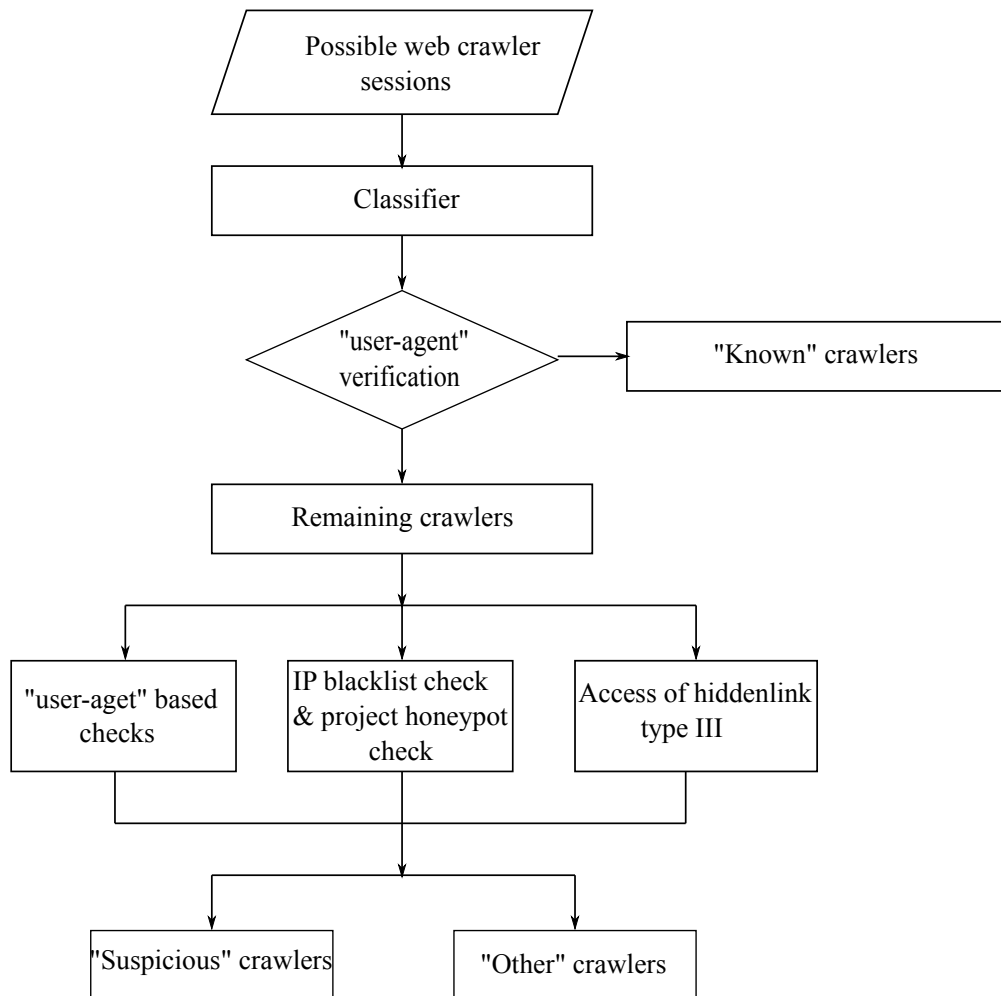 Possible web crawler
sessions
Classifier
"user-agent"
verification
"Known" crawlers
Remaining crawlers
"user-aget" based
checks
IP blacklist check
& project honeypot
check
Access of hiddenlink
type III
"Suspicious" crawlers
"Other" crawlers